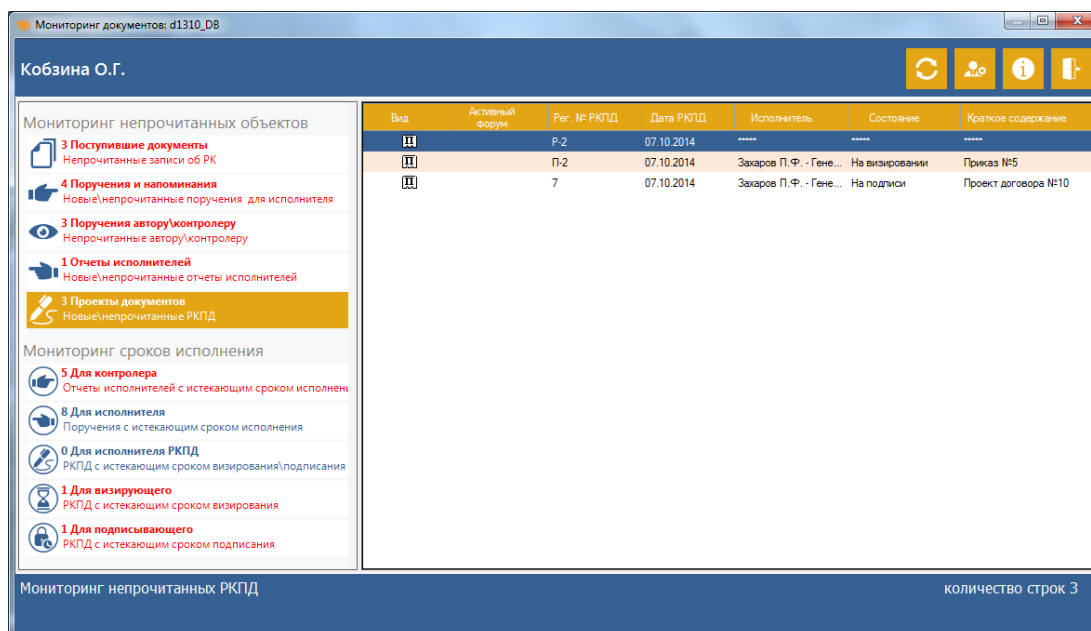 Мониторинг документов: d1310_DB
Кобзина О.Г.
Мониторинг непрочитанных объектов
3 Поступившие документы
Непрочитанные записи об РК
4 Поручения и напоминания
Новые\непрочитанные поручения для исполнителя
3 Поручения автору\контролеру
Непрочитанные автору\контролеру
1 Отчеты исполнителей
Новые\непрочитанные отчеты исполнителей
3 Проекты документов
Новые\непрочитанные РКПД
Мониторинг сроков исполнения
5 Для контролера
Отчеты исполнителей с истекающим сроком исполнени
8 Для исполнителя
Поручения с истекающим сроком исполнения
0 Для исполнителя РКПД
РКПД с истекающим сроком визирования\подписания
1 Для визирующего
РКПД с истекающим сроком визирования
1 Для подписывающего
РКПД с истекающим сроком подписания
Вид Активный форум Рег. № РКПД Дата РКПД Исполнитель Состояние Краткое содержание
П Р-2 07.10.2014 ***** ***** *****
П П-2 07.10.2014 Захаров П.Ф. - Гене... На визировании Приказ №5
П 7 07.10.2014 Захаров П.Ф. - Гене... На подписи Проект договора №10
Мониторинг непрочитанных РКПД
количество строк 3